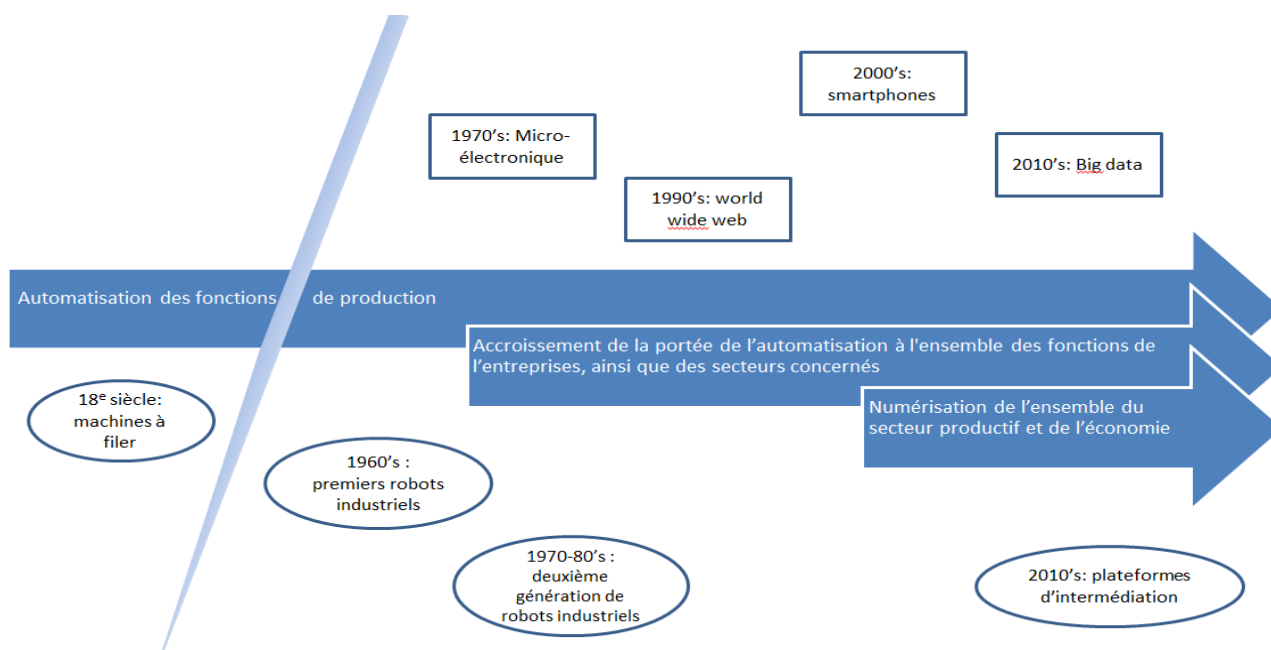 2000's:
smartphones
1970's: Micro-
électronique
2010's: Big data
1990's: world
wide web
Automatisation des fonctions de production
Accroissement de la portée de l'automatisation à l'ensemble des fonctions de
l'entreprises, ainsi que des secteurs concernés
18e siècle:
machines à
filer
Numérisation de l'ensemble du
secteur productif et de l'économie
1960's :
premiers robots
industriels
1970-80's :
deuxième
génération de
robots industriels
2010's: plateformes
d'intermédiation